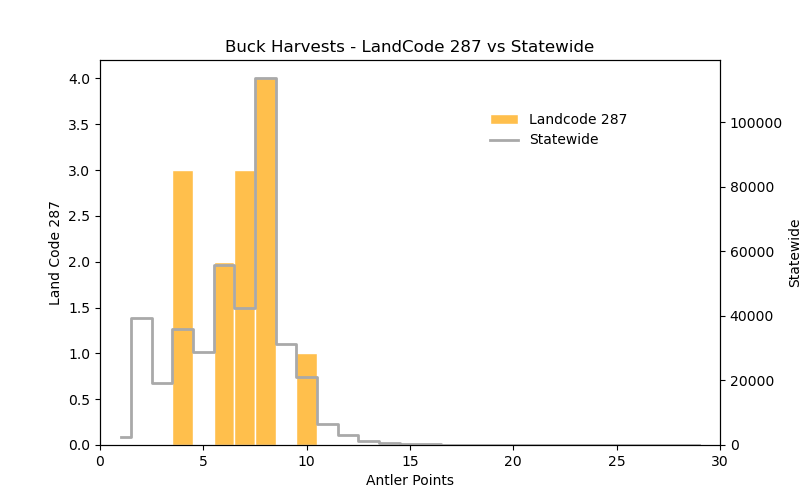 Buck Harvests - LandCode 287 vs Statewide
Landcode 287
Statewide
Land Code 287
4.0
3.5
3.0
2.5
2.0
1.5
1.0
0.5
0.0
100000
80000
60000
40000
20000
0
Statewide
0 5 10 15 20 25 30
Antler Points